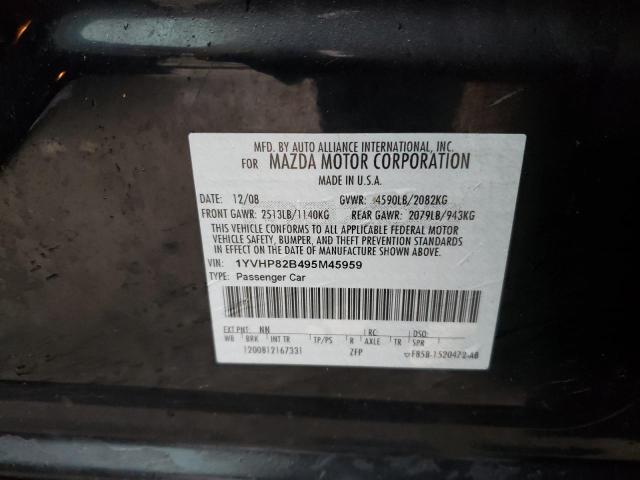 MFD. BY AUTO ALLIANCE INTERNATIONAL, INC.
FOR MAZDA MOTOR CORPORATION
MADE IN U.S.A.
DATE: 12/08 GVWR: 4590LB/2082KG
FRONT GAWR: 2513LB/1140KG REAR GAWR: 2079LB/943KG
THIS VEHICLE CONFORMS TO ALL APPLICABLE FEDERAL MOTOR
VEHICLE SAFETY, BUMPER, AND THEFT PREVENTION STANDARDS
IN EFFECT ON THE DATE OF MANUFACTURE SHOWN ABOVE.
VIN: 1YVHP82B495M45959
TYPE: Passenger Car
EXT PNT: NN RC: DSO:
WB BRK INT TR TP/PS R AXLE TR SPR
1200812167331 ZFP F85B-1520472-AB